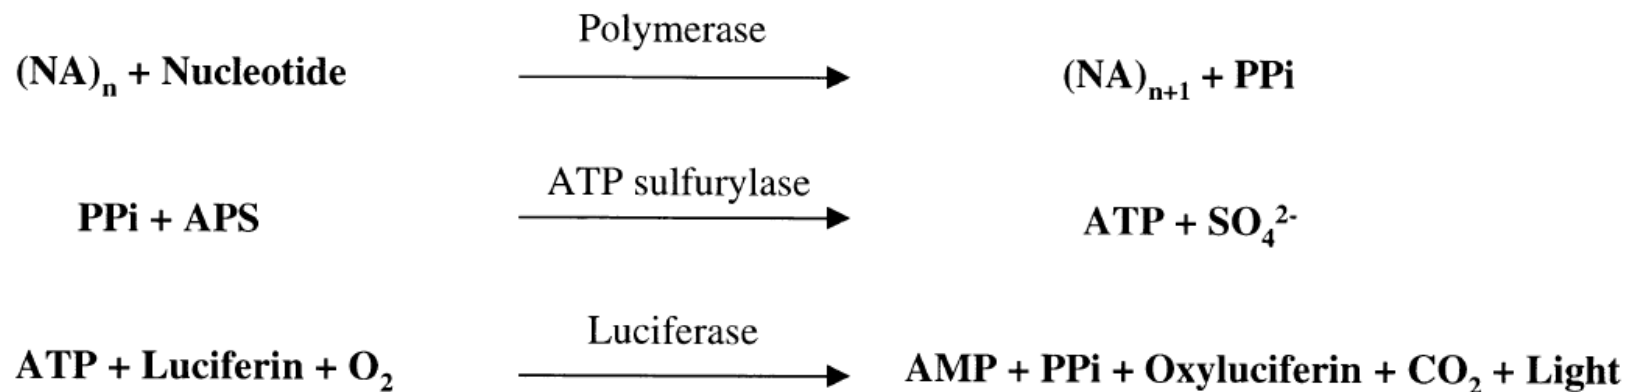 Polymerase
(NA)n + Nucleotide (NA)n+1 + PPi
ATP sulfurylase
PPi + APS ATP + SO₄²⁻
Luciferase
ATP + Luciferin + O₂ AMP + PPi + Oxyluciferin + CO₂ + Light